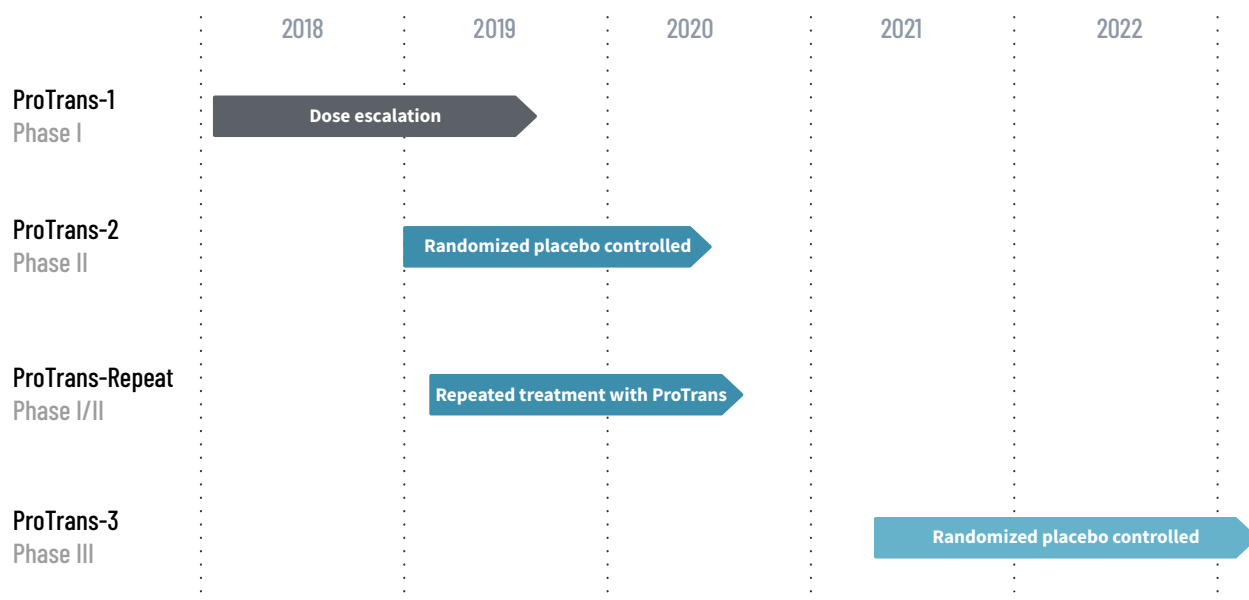 2018 2019 2020 2021 2022
ProTrans-1
Phase I
Dose escalation
ProTrans-2
Phase II
Randomized placebo controlled
ProTrans-Repeat
Phase I/II
Repeated treatment with ProTrans
ProTrans-3
Phase III
Randomized placebo controlled